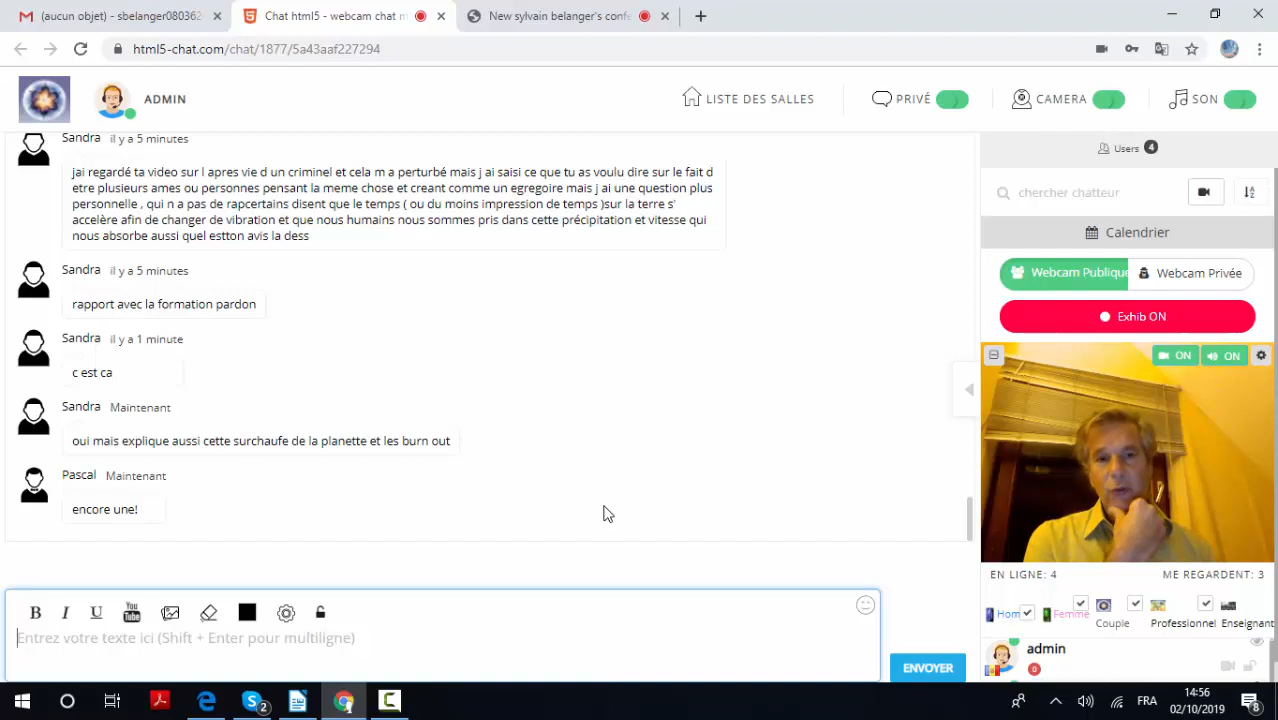 (aucun objet) - sbelanger080362
Chat html5 - webcam chat m
New sylvain belanger's confe
html5-chat.com/chat/1877/5a43aaf227294
ADMIN
LISTE DES SALLES
PRIVÉ
CAMERA
SON
Sandra il y a 5 minutes
jai regardé ta video sur l apres vie d un criminel et cela m a perturbé mais j ai saisi ce que tu as voulu dire sur le fait d
etre plusieurs ames ou personnes pensant la meme chose et creant comme un egregoire mais j ai une question plus
personnelle , qui n a pas de rapcertains disent que le temps ( ou du moins impression de temps )sur la terre s'
accelère afin de changer de vibration et que nous humains nous sommes pris dans cette précipitation et vitesse qui
nous absorbe aussi quel estton avis la dess
Sandra il y a 5 minutes
rapport avec la formation pardon
Sandra il y a 1 minute
c est ca
Sandra Maintenant
oui mais explique aussi cette surchaufe de la planette et les burn out
Pascal Maintenant
encore une!
B I U You Tube
Entrez votre texte ici (Shift + Enter pour multiligne)
ENVOYER
Users 4
chercher chatteur
Calendrier
Webcam Publique
Webcam Privée
Exhib ON
ON
ON
EN LIGNE: 4
ME REGARDENT: 3
Hom
Femme
Couple
Professionnel
Enseignant
admin
0
2
FRA
14:56
02/10/2019
8